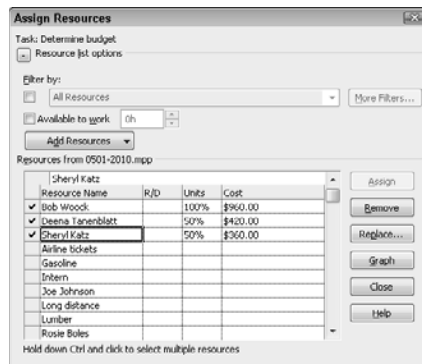 Assign Resources
Task: Determine budget
- Resource list options
Filter by:
All Resources More Filters...
Available to work 0h
Add Resources
Resources from 0501-2010.mpp
Sheryl Katz Assign
Resource Name R/D Units Cost
Bob Woock 100% $960.00 Remove
Deena Tanenblatt 50% $420.00
Sheryl Katz 50% $360.00 Replace...
Airline tickets
Gasoline Graph
Intern
Joe Johnson Close
Long distance
Lumber Help
Rosie Boles
Hold down Ctrl and click to select multiple resources